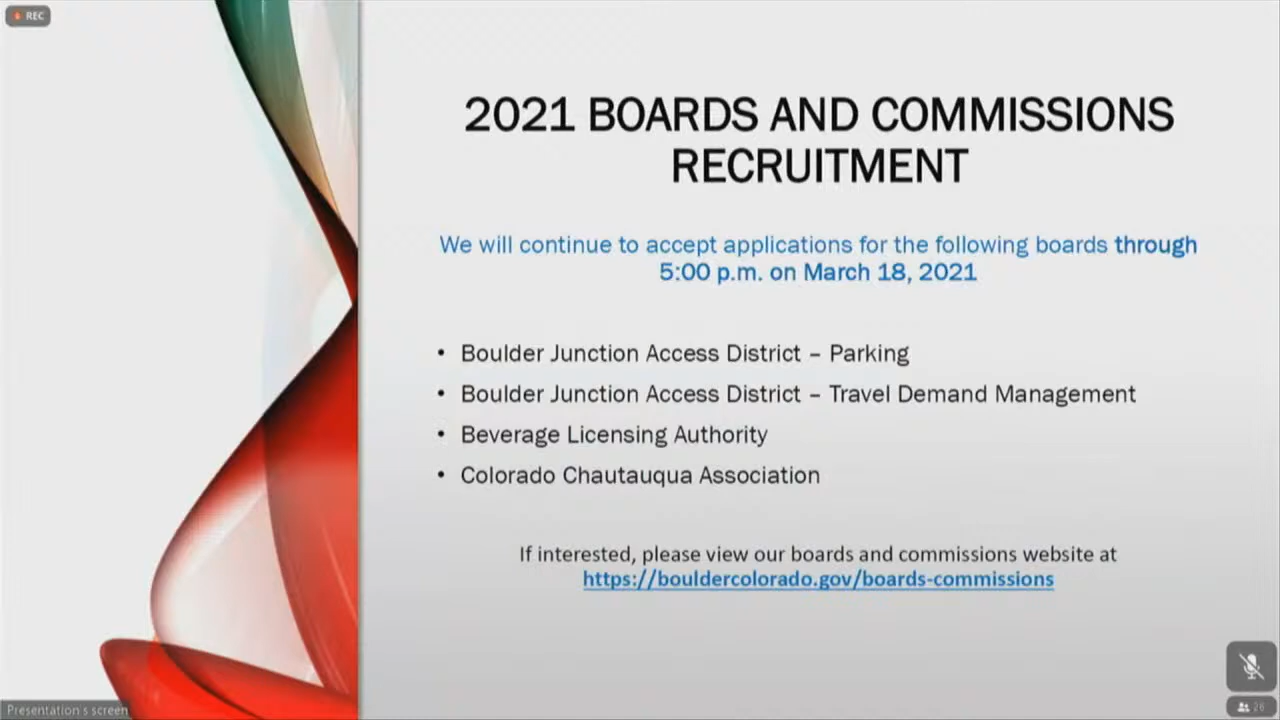 REC
2021 BOARDS AND COMMISSIONS
RECRUITMENT
We will continue to accept applications for the following boards through
5:00 p.m. on March 18, 2021
• Boulder Junction Access District – Parking
• Boulder Junction Access District – Travel Demand Management
• Beverage Licensing Authority
• Colorado Chautauqua Association
If interested, please view our boards and commissions website at
https://bouldercolorado.gov/boards-commissions
Presentation's screen
26